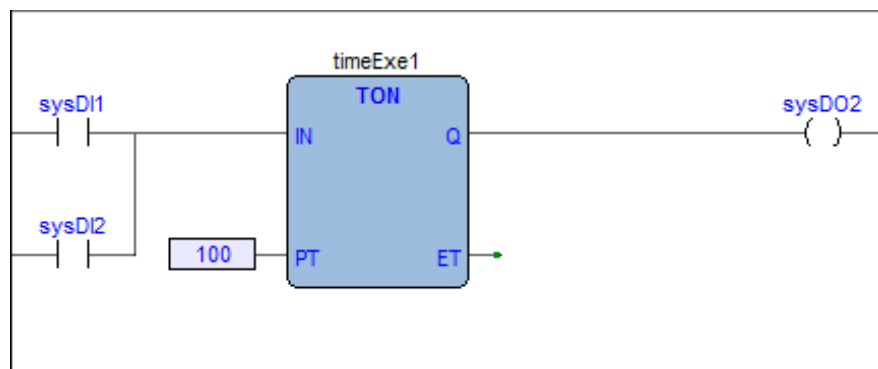 timeExe1
TON
sysDI1
sysDO2
IN
Q
sysDI2
100
PT
ET